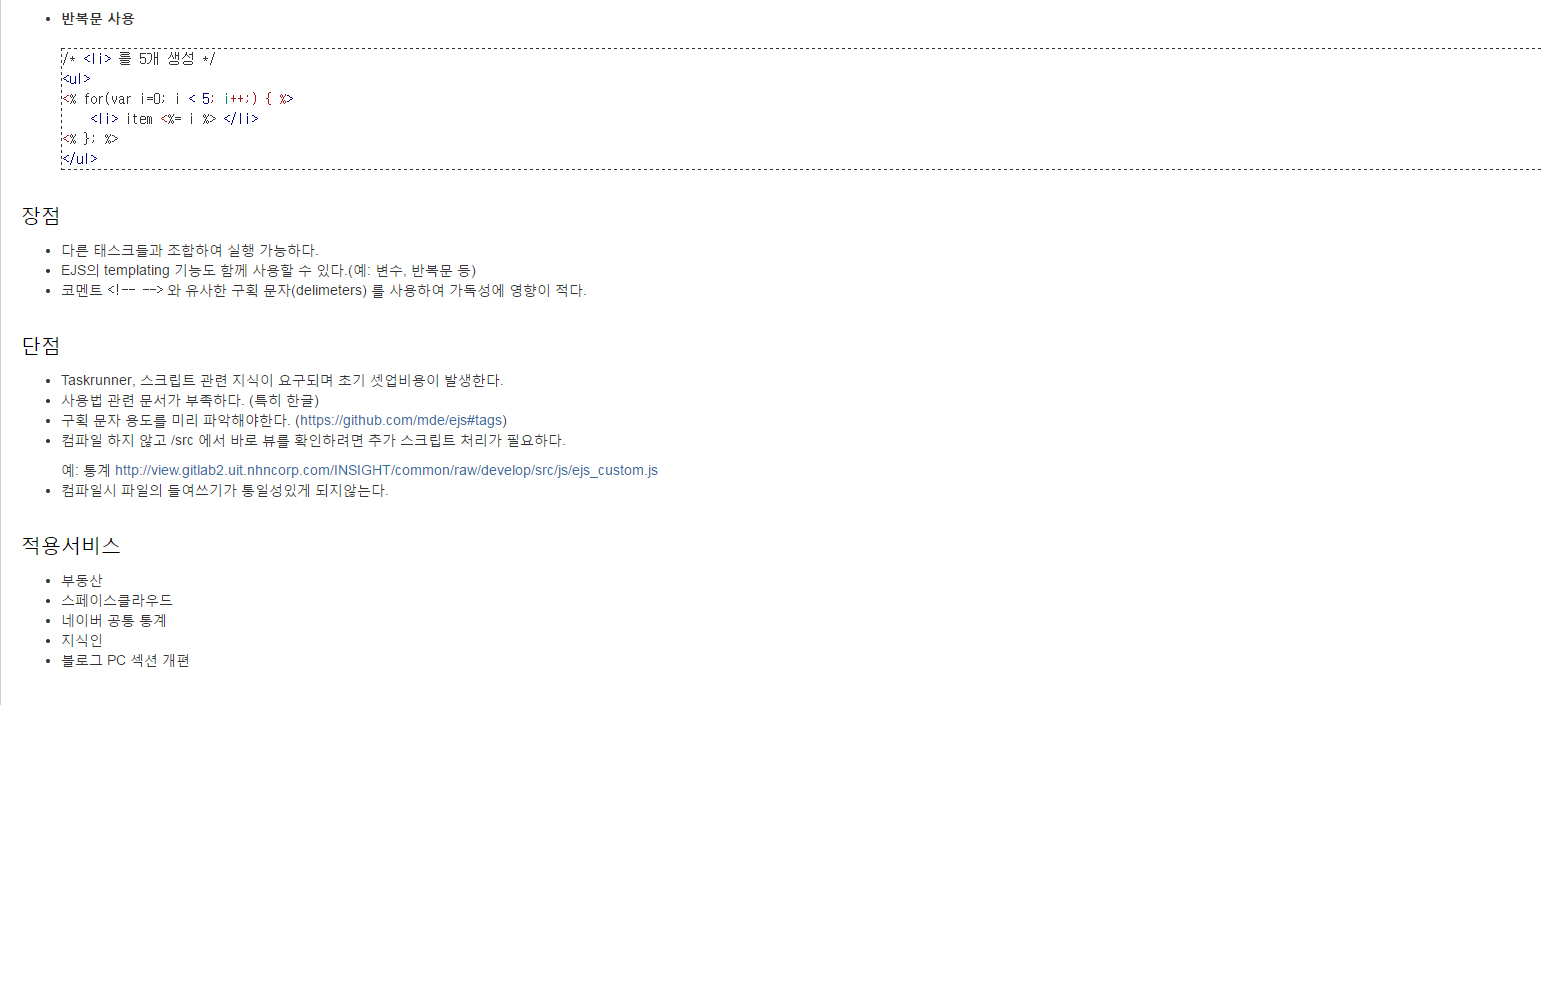 반복문 사용
/* <li> 를 5개 생성 */
<ul>
<% for(var i=0; i < 5; i++;) { %>
<li> item <%= i %> </li>
<% }; %>
</ul>
장점
다른 태스크들과 조합하여 실행 가능하다.
EJS의 templating 기능도 함께 사용할 수 있다.(예: 변수, 반복문 등)
코멘트 <!-- --> 와 유사한 구획 문자(delimeters) 를 사용하여 가독성에 영향이 적다.
단점
Taskrunner, 스크립트 관련 지식이 요구되며 초기 셋업비용이 발생한다.
사용법 관련 문서가 부족하다. (특히 한글)
구획 문자 용도를 미리 파악해야한다. (https://github.com/mde/ejs#tags)
컴파일 하지 않고 /src 에서 바로 뷰를 확인하려면 추가 스크립트 처리가 필요하다.
예: 통계 http://view.gitlab2.uit.nhncorp.com/INSIGHT/common/raw/develop/src/js/ejs_custom.js
컴파일시 파일의 들여쓰기가 통일성있게 되지않는다.
적용서비스
부동산
스페이스클라우드
네이버 공통 통계
지식인
블로그 PC 섹션 개편